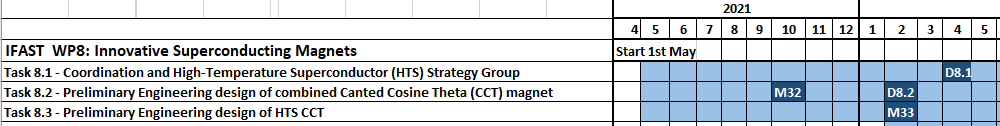 2021
4 5 6 7 8 9 10 11 12 1 2 3 4 5
IFAST WP8: Innovative Superconducting Magnets Start 1st May
Task 8.1 - Coordination and High-Temperature Superconductor (HTS) Strategy Group D8.1
Task 8.2 - Preliminary Engineering design of combined Canted Cosine Theta (CCT) magnet M32 D8.2
Task 8.3 - Preliminary Engineering design of HTS CCT M33